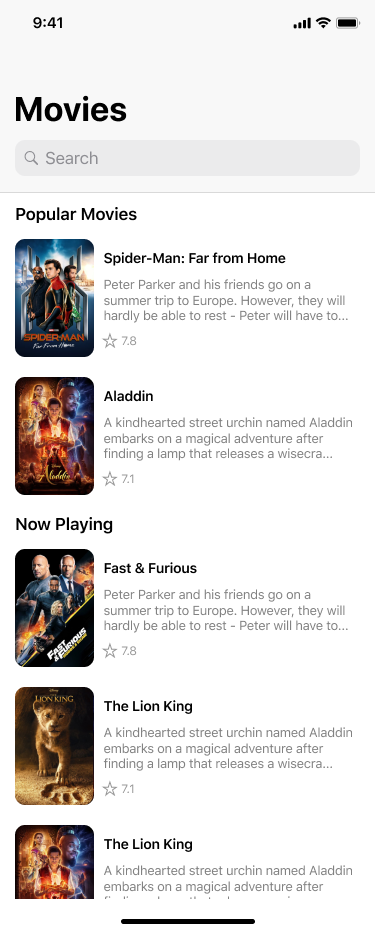 9:41
Movies
Search
Popular Movies
SPIDER-MAN
Far From Home
Spider-Man: Far from Home
Peter Parker and his friends go on a
summer trip to Europe. However, they will
hardly be able to rest - Peter will have to...
7.8
Disney
Aladdin
Aladdin
A kindhearted street urchin named Aladdin
embarks on a magical adventure after
finding a lamp that releases a wisecra...
7.1
Now Playing
FAST &
FURIOUS
Fast & Furious
Peter Parker and his friends go on a
summer trip to Europe. However, they will
hardly be able to rest - Peter will have to...
7.8
Disney
THE LION KING
The Lion King
A kindhearted street urchin named Aladdin
embarks on a magical adventure after
finding a lamp that releases a wisecra...
7.1
The Lion King
A kindhearted street urchin named Aladdin
embarks on a magical adventure after